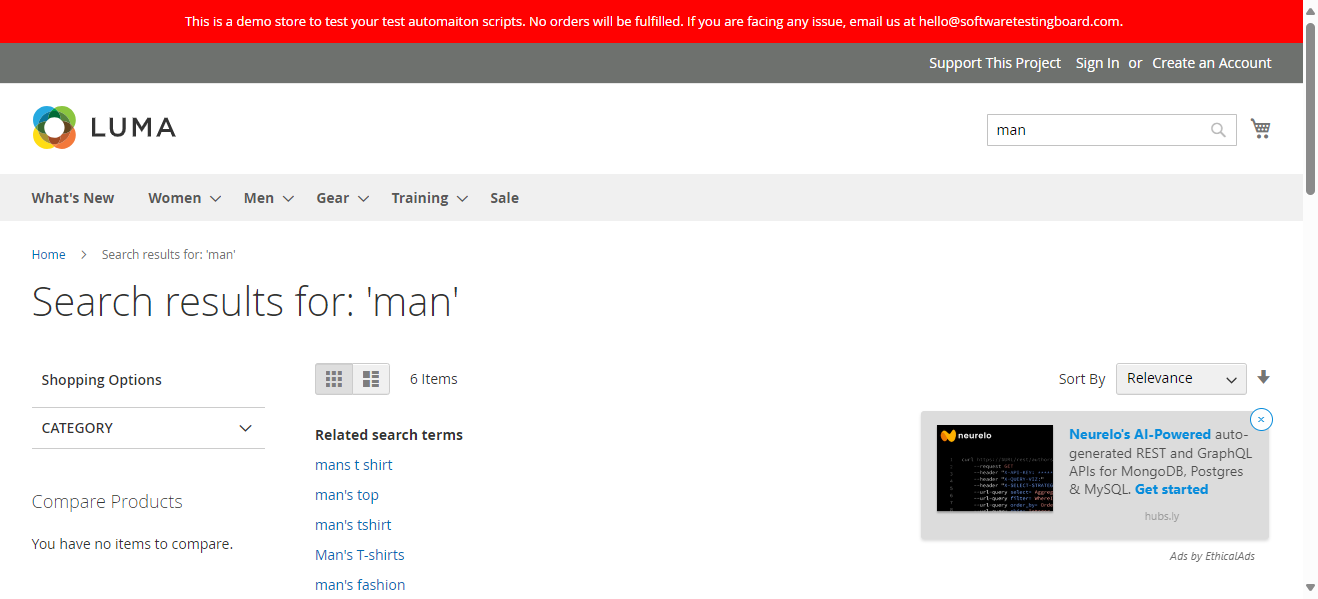 This is a demo store to test your test automaiton scripts. No orders will be fulfilled. If you are facing any issue, email us at hello@softwaretestingboard.com.
Support This Project Sign In or Create an Account
LUMA
man
What's New Women Men Gear Training Sale
Home Search results for: 'man'
Search results for: 'man'
Shopping Options
6 Items
Sort By Relevance
CATEGORY
Related search terms
mans t shirt
man's top
man's tshirt
Man's T-shirts
man's fashion
Compare Products
You have no items to compare.
neurelo
Neurelo's AI-Powered auto-
generated REST and GraphQL
APIs for MongoDB, Postgres
& MySQL. Get started
hubs.ly
Ads by EthicalAds